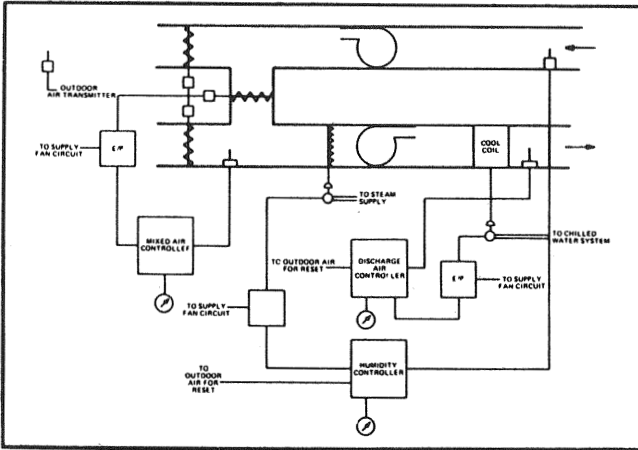 OUTDOOR
AIR TRANSMITTER
TO SUPPLY
FAN CIRCUIT
E/P
COOL
COIL
TO STEAM
SUPPLY
TO CHILLED
WATER SYSTEM
MIXED AIR
CONTROLLEF
TC OUTDOOR AIR
FOR RESET
DISCHARGE
AIR
CONTROLLER
E/P
TO SUPPLY
FAN CIRCUIT
TO SUPPLY
FAN CIRCUIT
TO
OUTDOOR
AIR FOR
RESET
HUMIDITY
CONTROLLER